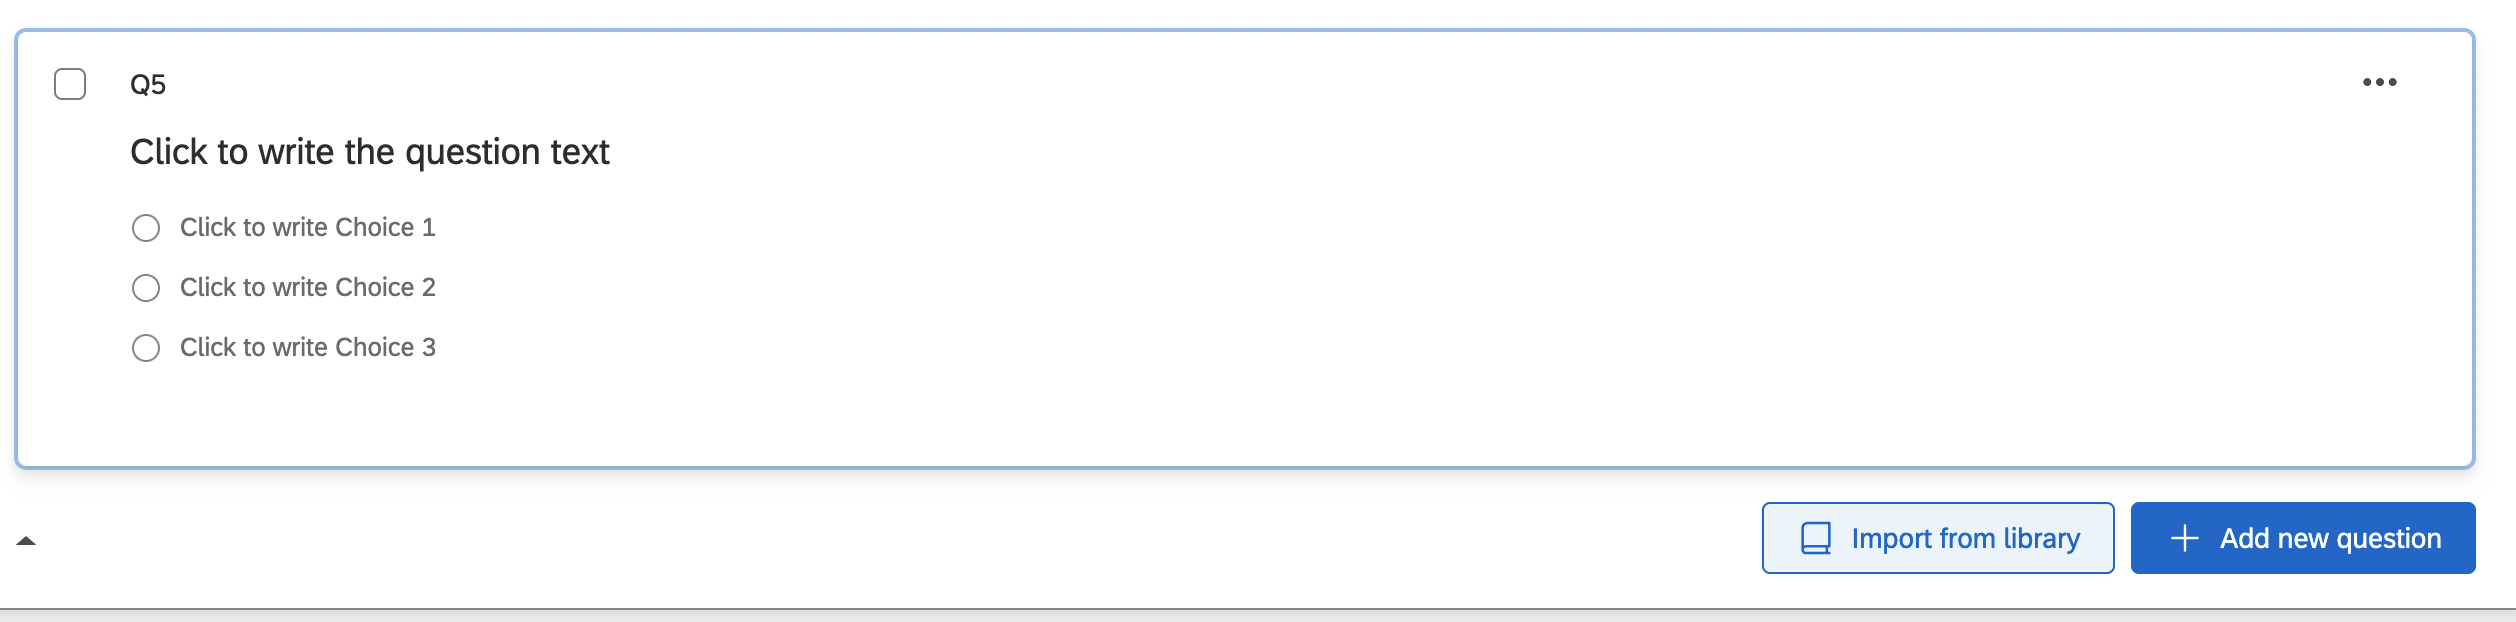 Q5
Click to write the question text
Click to write Choice 1
Click to write Choice 2
Click to write Choice 3
Import from library
Add new question